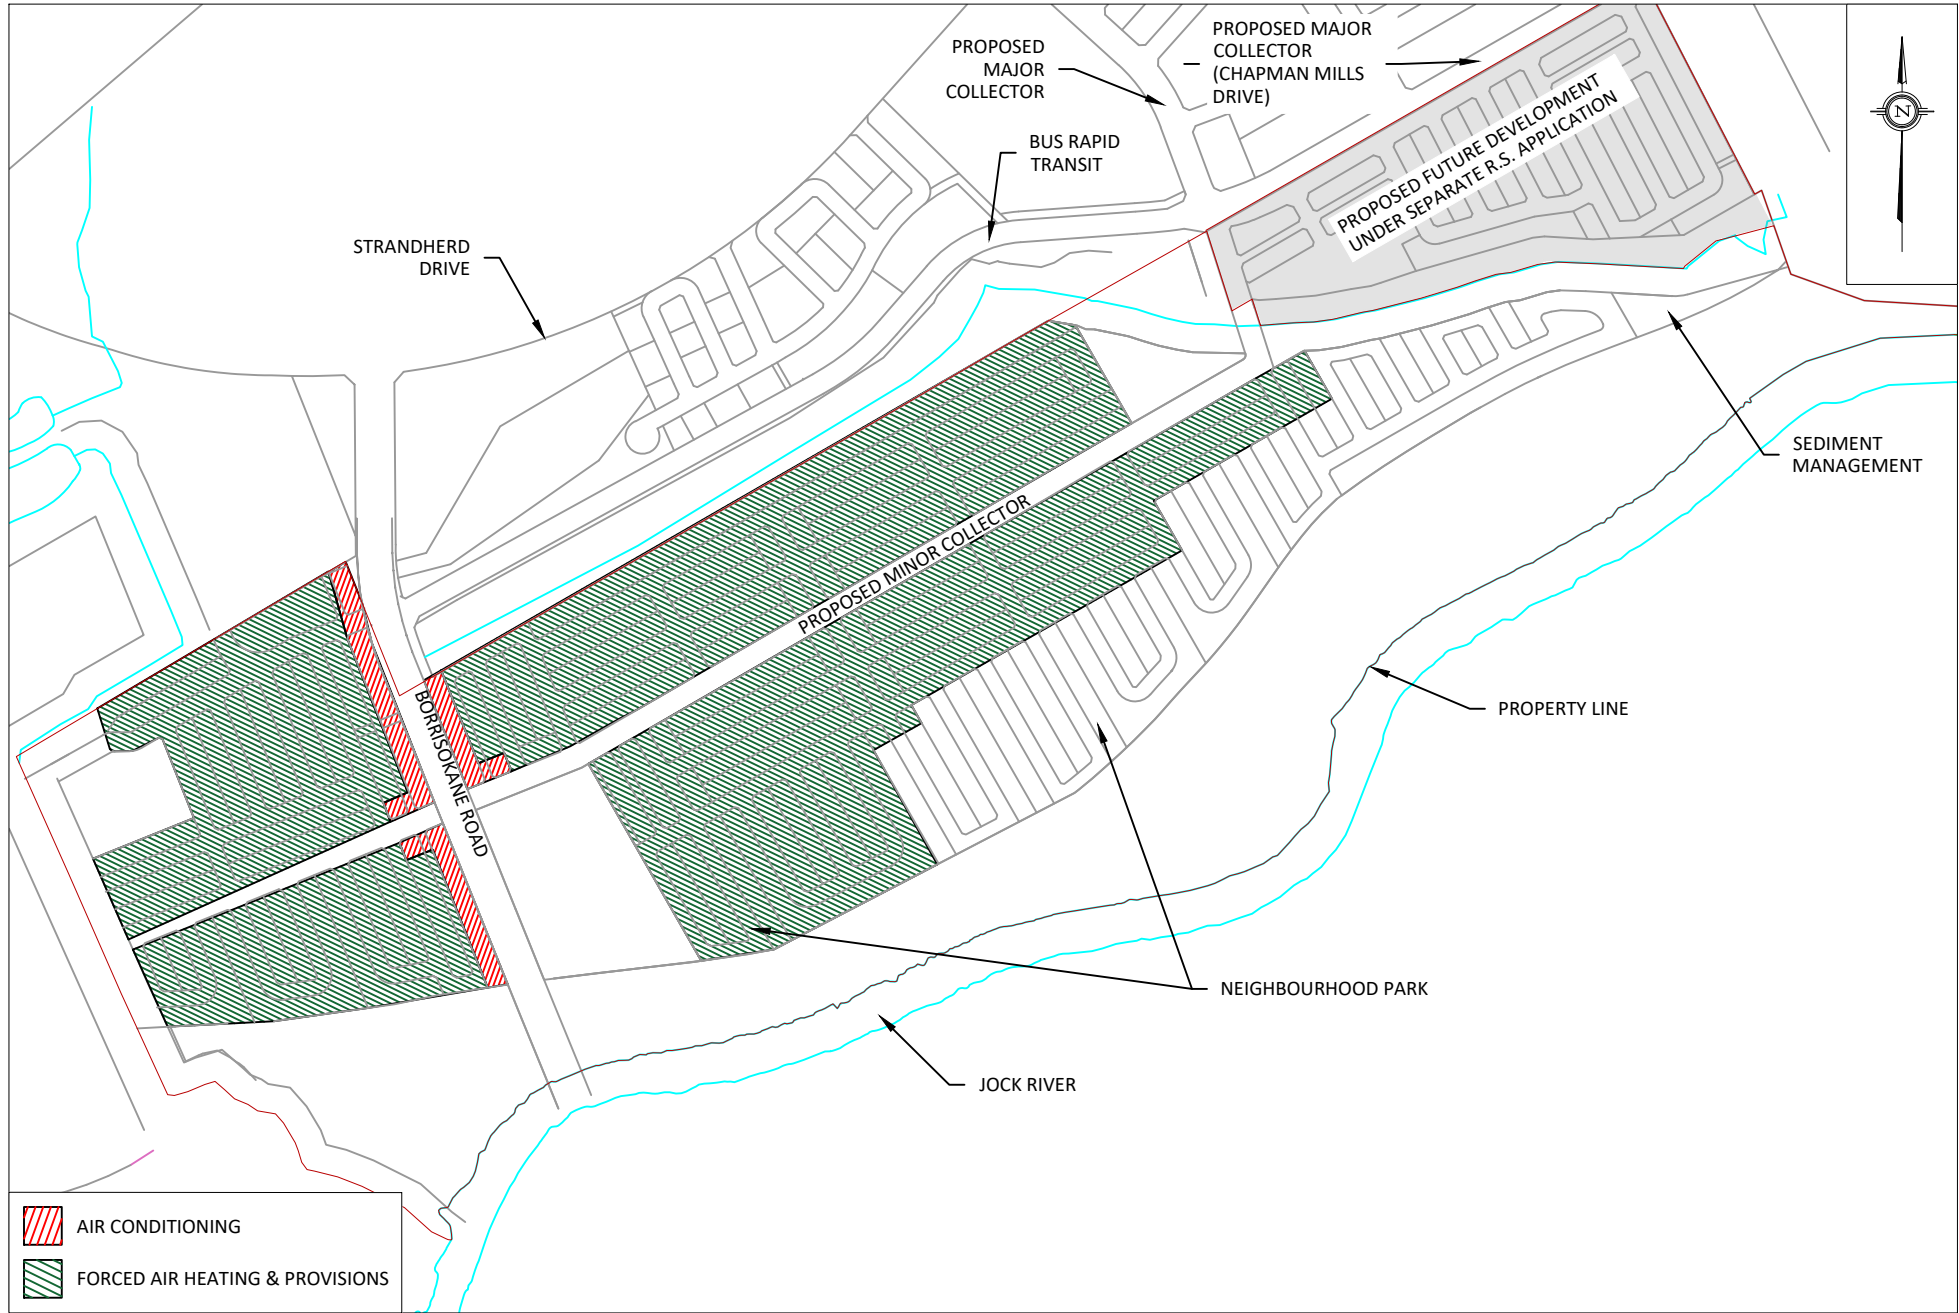 PROPOSED
MAJOR
COLLECTOR
PROPOSED MAJOR
COLLECTOR
(CHAPMAN MILLS
DRIVE)
PROPOSED FUTURE DEVELOPMENT
UNDER SEPARATE R.S. APPLICATION
N
BUS RAPID
TRANSIT
STRANDHERD
DRIVE
SEDIMENT
MANAGEMENT
PROPOSED MINOR COLLECTOR
BORRISOKANE ROAD
PROPERTY LINE
NEIGHBOURHOOD PARK
JOCK RIVER
AIR CONDITIONING
FORCED AIR HEATING & PROVISIONS